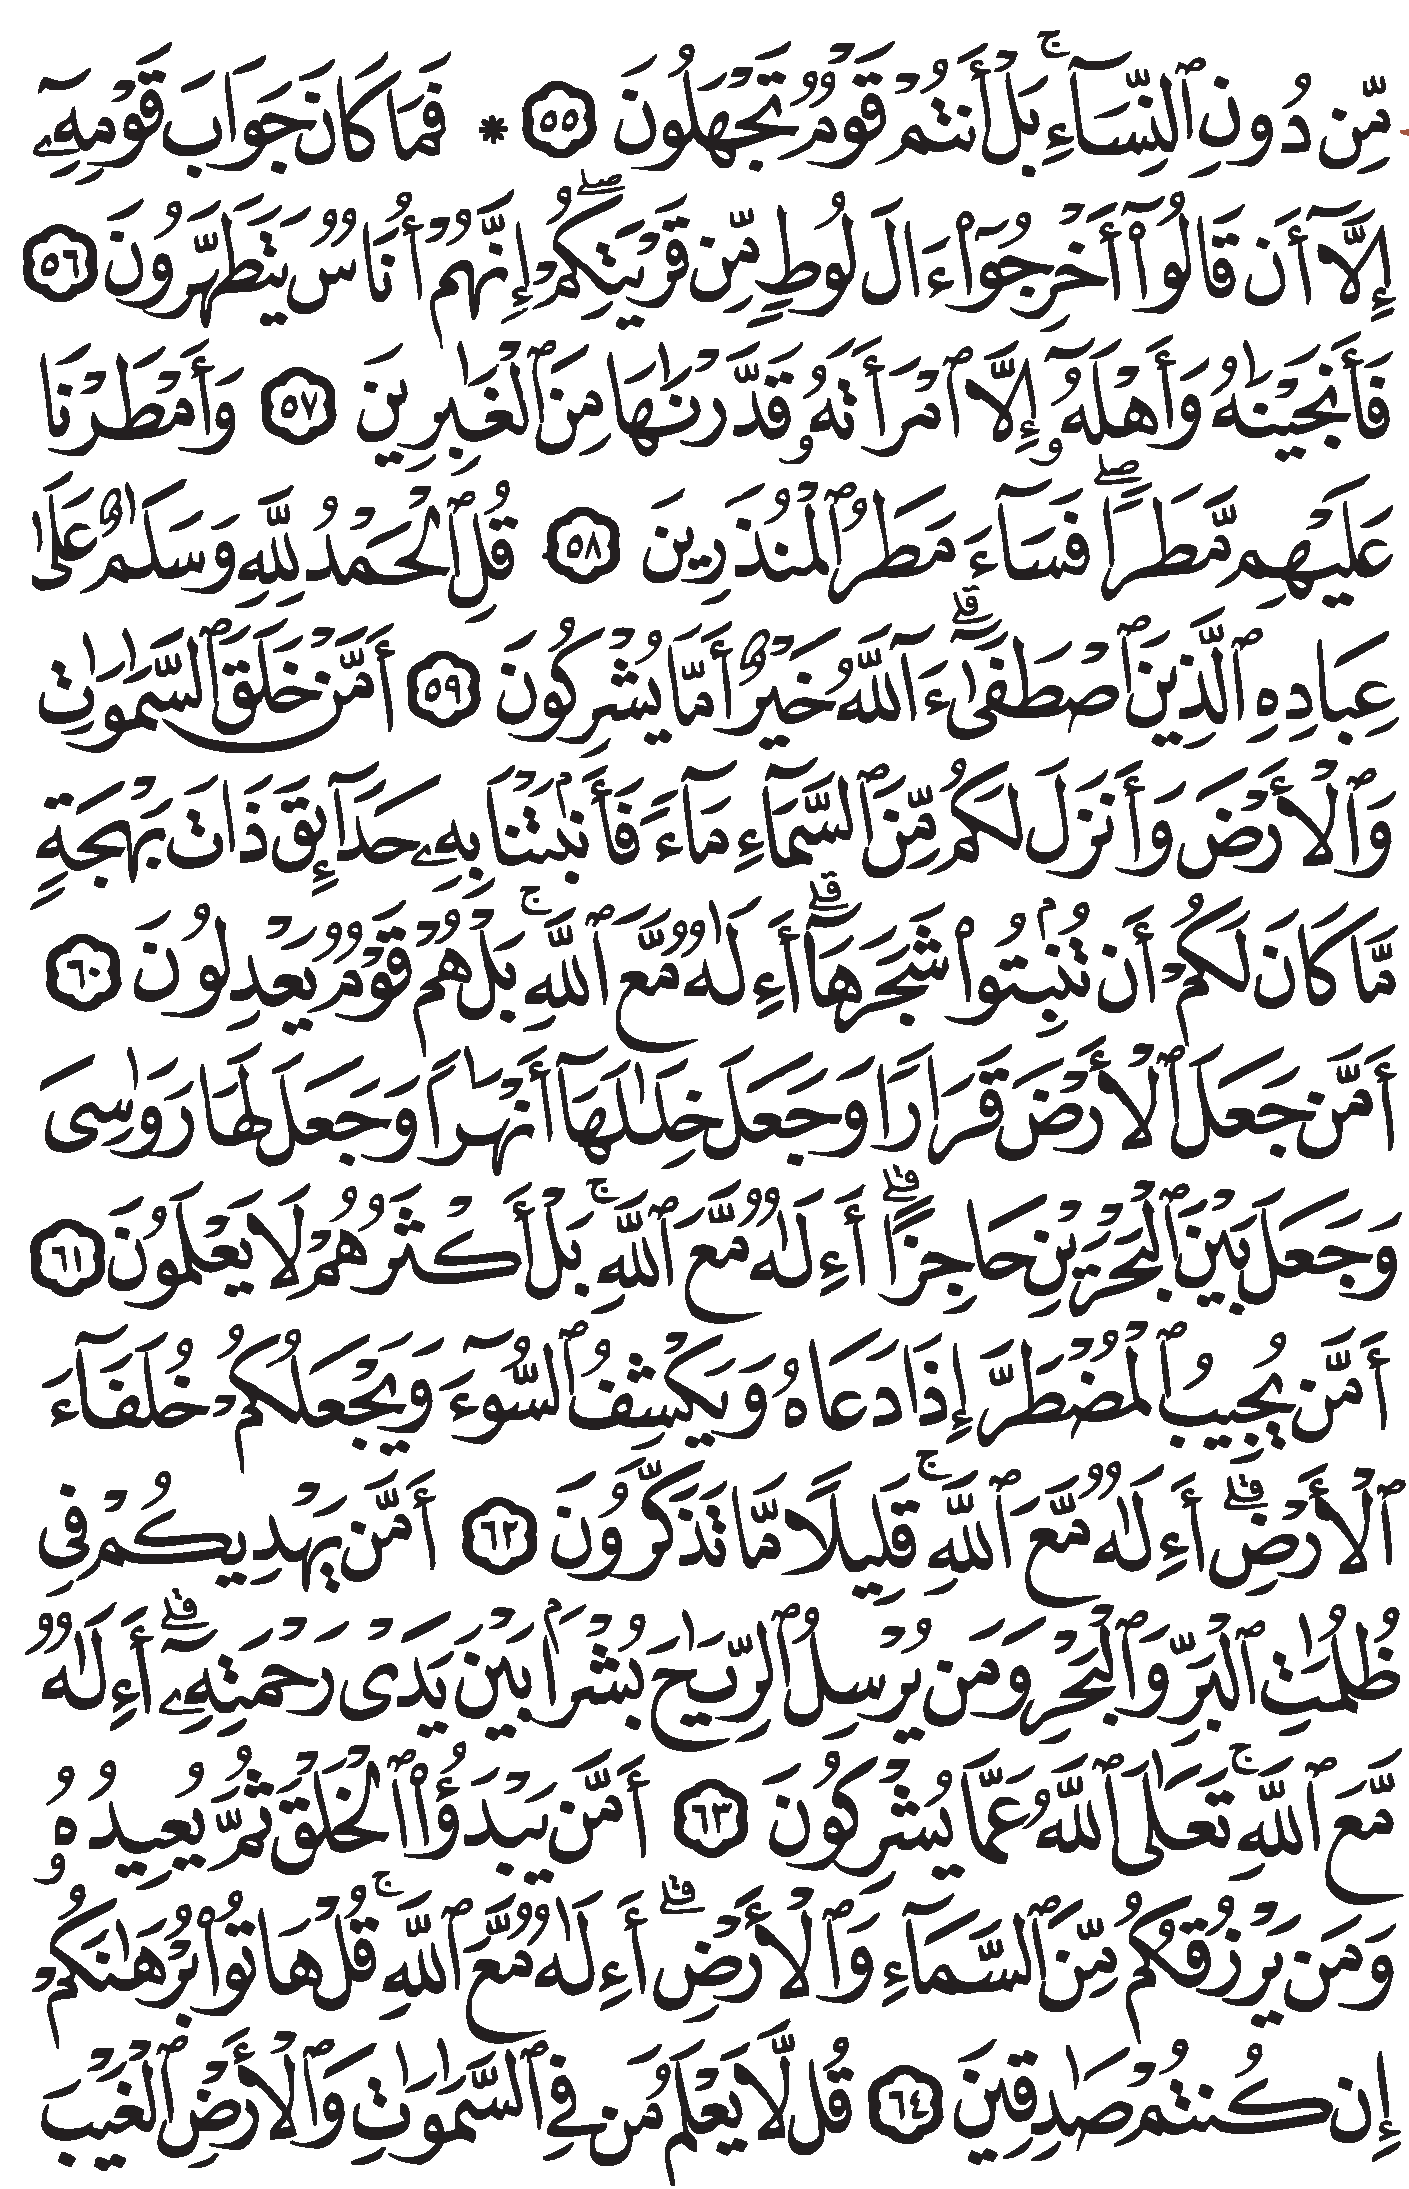 مِّن دُونِ ٱلنِّسَآءِۚ بَلْ أَنتُمْ قَوْمٌ تَجْهَلُونَ ٥٥ * فَمَا كَانَ جَوَابَ قَوْمِهِۦٓ
إِلَّآ أَن قَالُوٓا۟ أَخْرِجُوٓا۟ ءَالَ لُوطٍ مِّن قَرْيَتِكُمْۖ إِنَّهُمْ أُنَاسٌ يَتَطَهَّرُونَ ٥٦
فَأَنجَيْنَٰهُ وَأَهْلَهُۥٓ إِلَّا ٱمْرَأَتَهُۥ قَدَّرْنَٰهَا مِنَ ٱلْغَٰبِرِينَ ٥٧ وَأَمْطَرْنَا
عَلَيْهِم مَّطَرًاۖ فَسَآءَ مَطَرُ ٱلْمُنذَرِينَ ٥٨ قُلِ ٱلْحَمْدُ لِلَّهِ وَسَلَٰمٌ عَلَىٰ
عِبَادِهِ ٱلَّذِينَ ٱصْطَفَىٰٓۗ ءَآللَّهُ خَيْرٌ أَمَّا يُشْرِكُونَ ٥٩ أَمَّنْ خَلَقَ ٱلسَّمَٰوَٰتِ
وَٱلْأَرْضَ وَأَنزَلَ لَكُم مِّنَ ٱلسَّمَآءِ مَآءً فَأَنۢبَتْنَا بِهِۦ حَدَآئِقَ ذَاتَ بَهْجَةٍ
مَّا كَانَ لَكُمْ أَن تُنۢبِتُوا۟ شَجَرَهَآۗ أَءِلَٰهٌ مَّعَ ٱللَّهِۚ بَلْ هُمْ قَوْمٌ يَعْدِلُونَ ٦٠
أَمَّن جَعَلَ ٱلْأَرْضَ قَرَارًا وَجَعَلَ خِلَٰلَهَآ أَنْهَٰرًا وَجَعَلَ لَهَا رَوَٰسِىَ
وَجَعَلَ بَيْنَ ٱلْبَحْرَيْنِ حَاجِزًاۗ أَءِلَٰهٌ مَّعَ ٱللَّهِۚ بَلْ أَكْثَرُهُمْ لَا يَعْلَمُونَ ٦١
أَمَّن يُجِيبُ ٱلْمُضْطَرَّ إِذَا دَعَاهُ وَيَكْشِفُ ٱلسُّوٓءَ وَيَجْعَلُكُمْ خُلَفَآءَ
ٱلْأَرْضِۗ أَءِلَٰهٌ مَّعَ ٱللَّهِۚ قَلِيلًا مَّا تَذَكَّرُونَ ٦٢ أَمَّن يَهْدِيكُمْ فِى
ظُلُمَٰتِ ٱلْبَرِّ وَٱلْبَحْرِ وَمَن يُرْسِلُ ٱلرِّيَٰحَ بُشْرًۢا بَيْنَ يَدَىْ رَحْمَتِهِۦٓۗ أَءِلَٰهٌ
مَّعَ ٱللَّهِۚ تَعَٰلَى ٱللَّهُ عَمَّا يُشْرِكُونَ ٦٣ أَمَّن يَبْدَؤُا۟ ٱلْخَلْقَ ثُمَّ يُعِيدُهُۥ
وَمَن يَرْزُقُكُم مِّنَ ٱلسَّمَآءِ وَٱلْأَرْضِۗ أَءِلَٰهٌ مَّعَ ٱللَّهِۚ قُلْ هَاتُوا۟ بُرْهَٰنَكُمْ
إِن كُنتُمْ صَٰدِقِينَ ٦٤ قُل لَّا يَعْلَمُ مَن فِى ٱلسَّمَٰوَٰتِ وَٱلْأَرْضِ ٱلْغَيْبَ